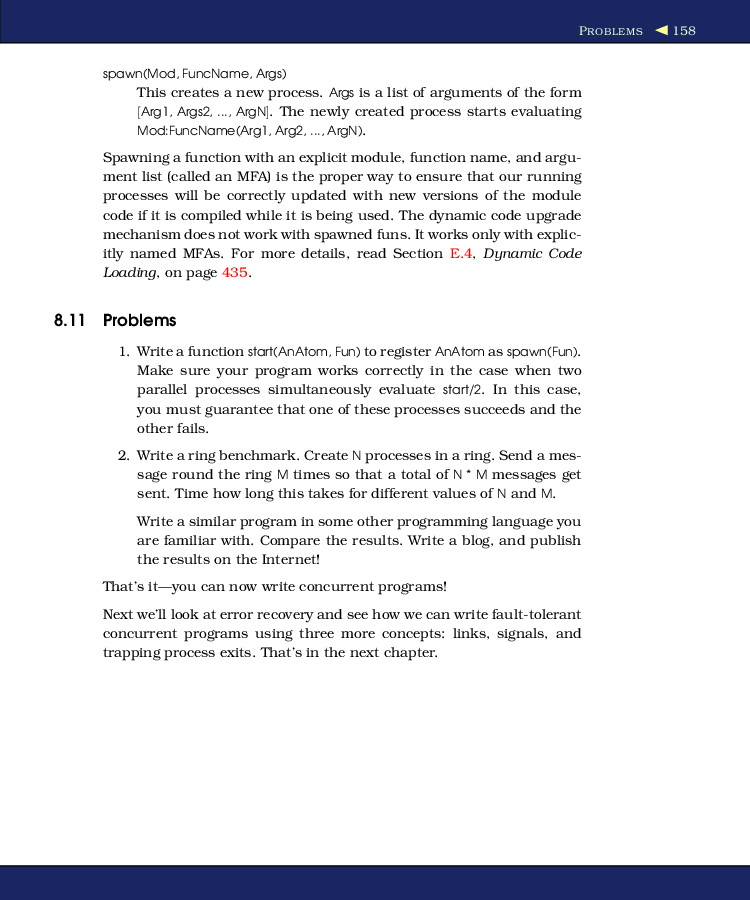 PROBLEMS ◀ 158
spawn(Mod, FuncName, Args)
This creates a new process. Args is a list of arguments of the form
[Arg1, Args2, ..., ArgN]. The newly created process starts evaluating
Mod:FuncName(Arg1, Arg2, ..., ArgN).
Spawning a function with an explicit module, function name, and argu-
ment list (called an MFA) is the proper way to ensure that our running
processes will be correctly updated with new versions of the module
code if it is compiled while it is being used. The dynamic code upgrade
mechanism does not work with spawned funs. It works only with explic-
itly named MFAs. For more details, read Section E.4, Dynamic Code
Loading, on page 435.
8.11 Problems
1. Write a function start(AnAtom, Fun) to register AnAtom as spawn(Fun).
Make sure your program works correctly in the case when two
parallel processes simultaneously evaluate start/2. In this case,
you must guarantee that one of these processes succeeds and the
other fails.
2. Write a ring benchmark. Create N processes in a ring. Send a mes-
sage round the ring M times so that a total of N * M messages get
sent. Time how long this takes for different values of N and M.
Write a similar program in some other programming language you
are familiar with. Compare the results. Write a blog, and publish
the results on the Internet!
That's it—you can now write concurrent programs!
Next we'll look at error recovery and see how we can write fault-tolerant
concurrent programs using three more concepts: links, signals, and
trapping process exits. That's in the next chapter.